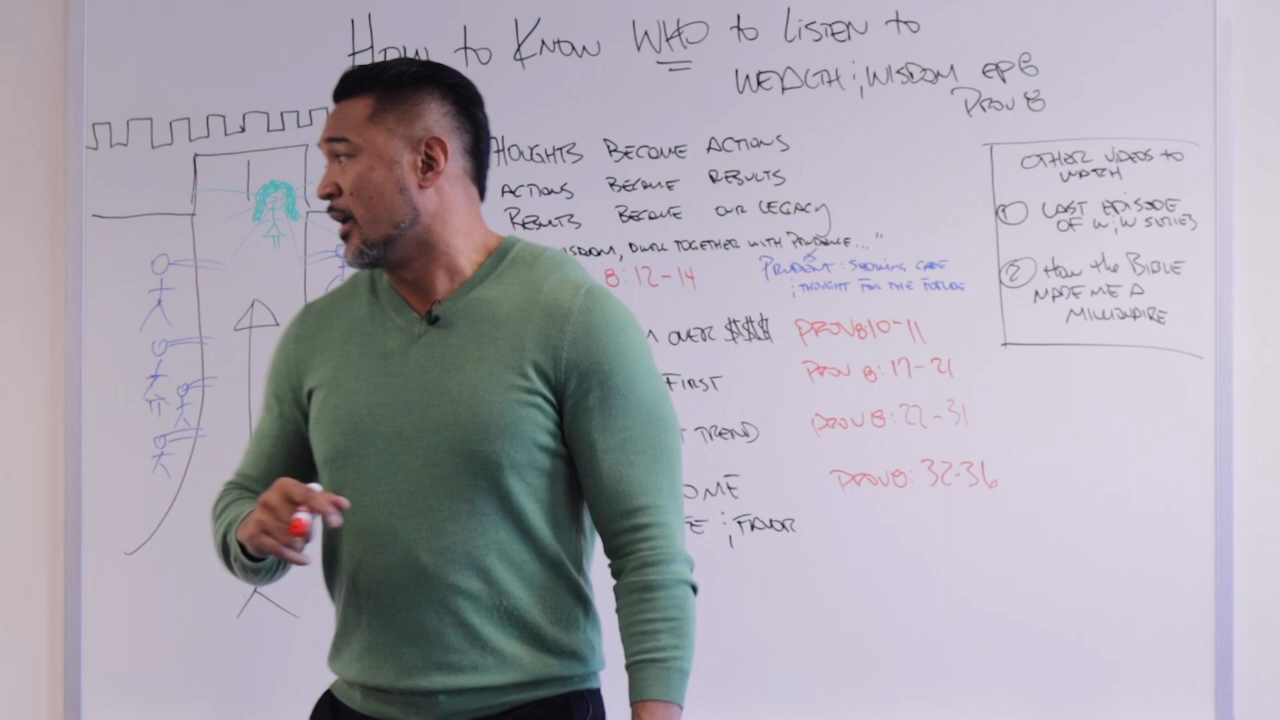 How to Know WHO to Listen to
WEALTH & WISDOM EP 6
PROV 8
THOUGHTS BECOME ACTIONS
ACTIONS BECOME RESULTS
RESULTS BECOME OUR LEGACY
WISDOM, DWELL TOGETHER WITH PRUDENCE..."
8:12-14
PRUDENT: SHOWING CARE
& THOUGHT FOR THE FUTURE
OVER $$$$ PROV 8:10-11
FIRST PROV 8:17-21
TREND PROV 8:22-31
OME PROV 8:32-36
E & FAVOR
OTHER VIDEOS TO
WATCH
① LAST EPISODE
OF W&W SERIES
② How the BIBLE
MADE ME A
MILLIONAIRE